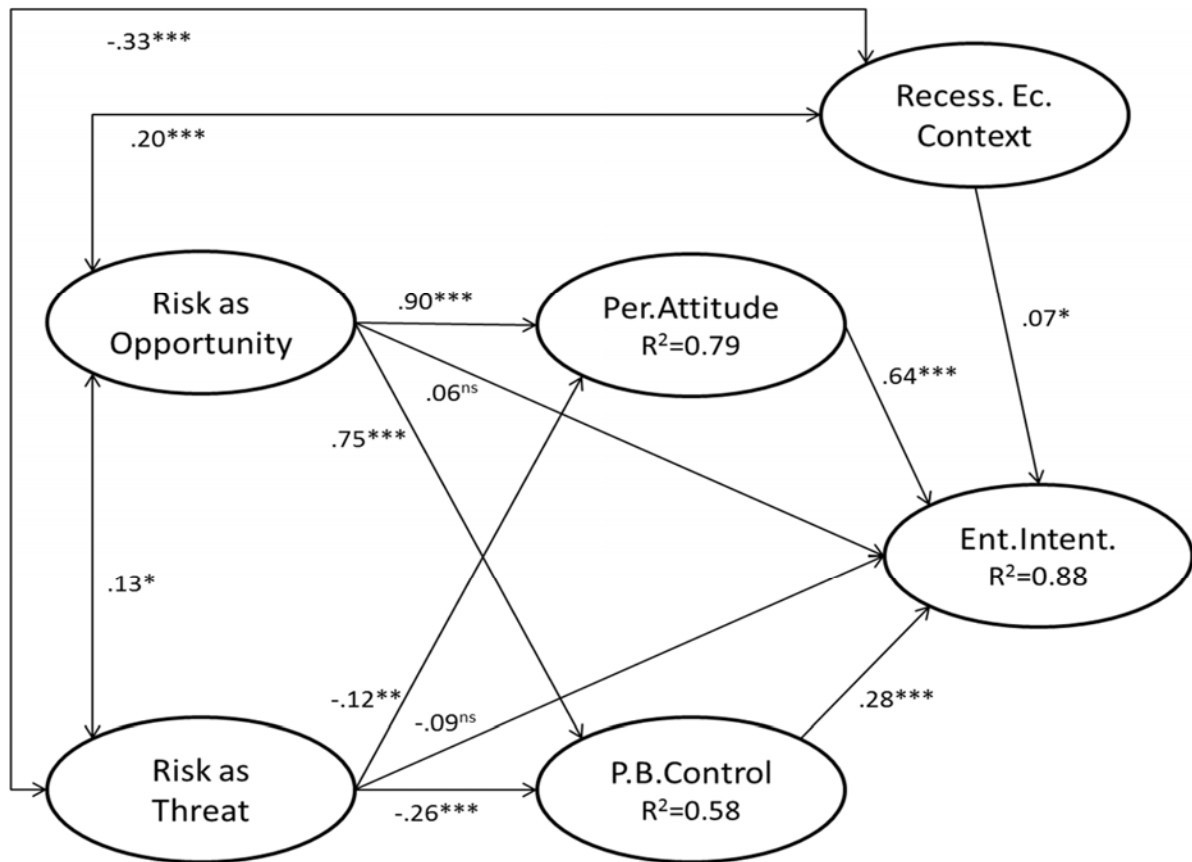 -.33***
Recess. Ec.
Context
.20***
Risk as
Opportunity
.90***
Per.Attitude
R²=0.79
.07*
.06ⁿˢ
.64***
.75***
Ent.Intent.
R²=0.88
.13*
-.12**
-.09ⁿˢ
.28***
Risk as
Threat
-.26***
P.B.Control
R²=0.58